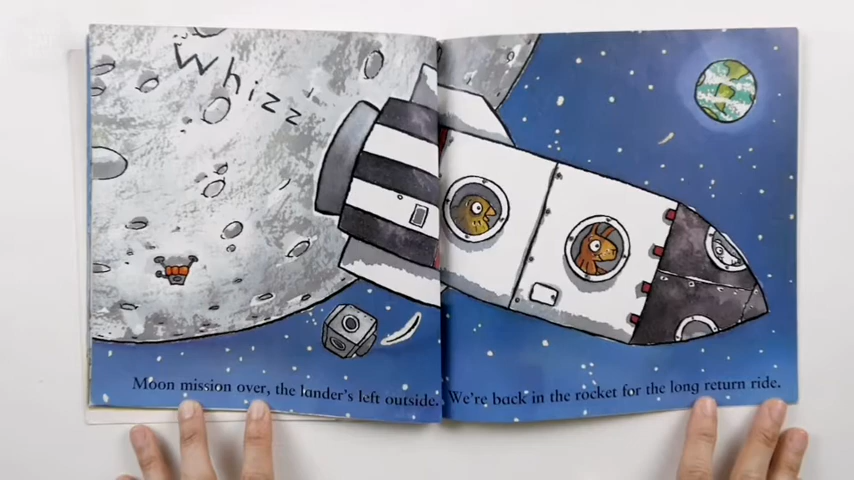 Whizz
Moon mission over, the lander's left outside. We're back in the rocket for the long return ride.